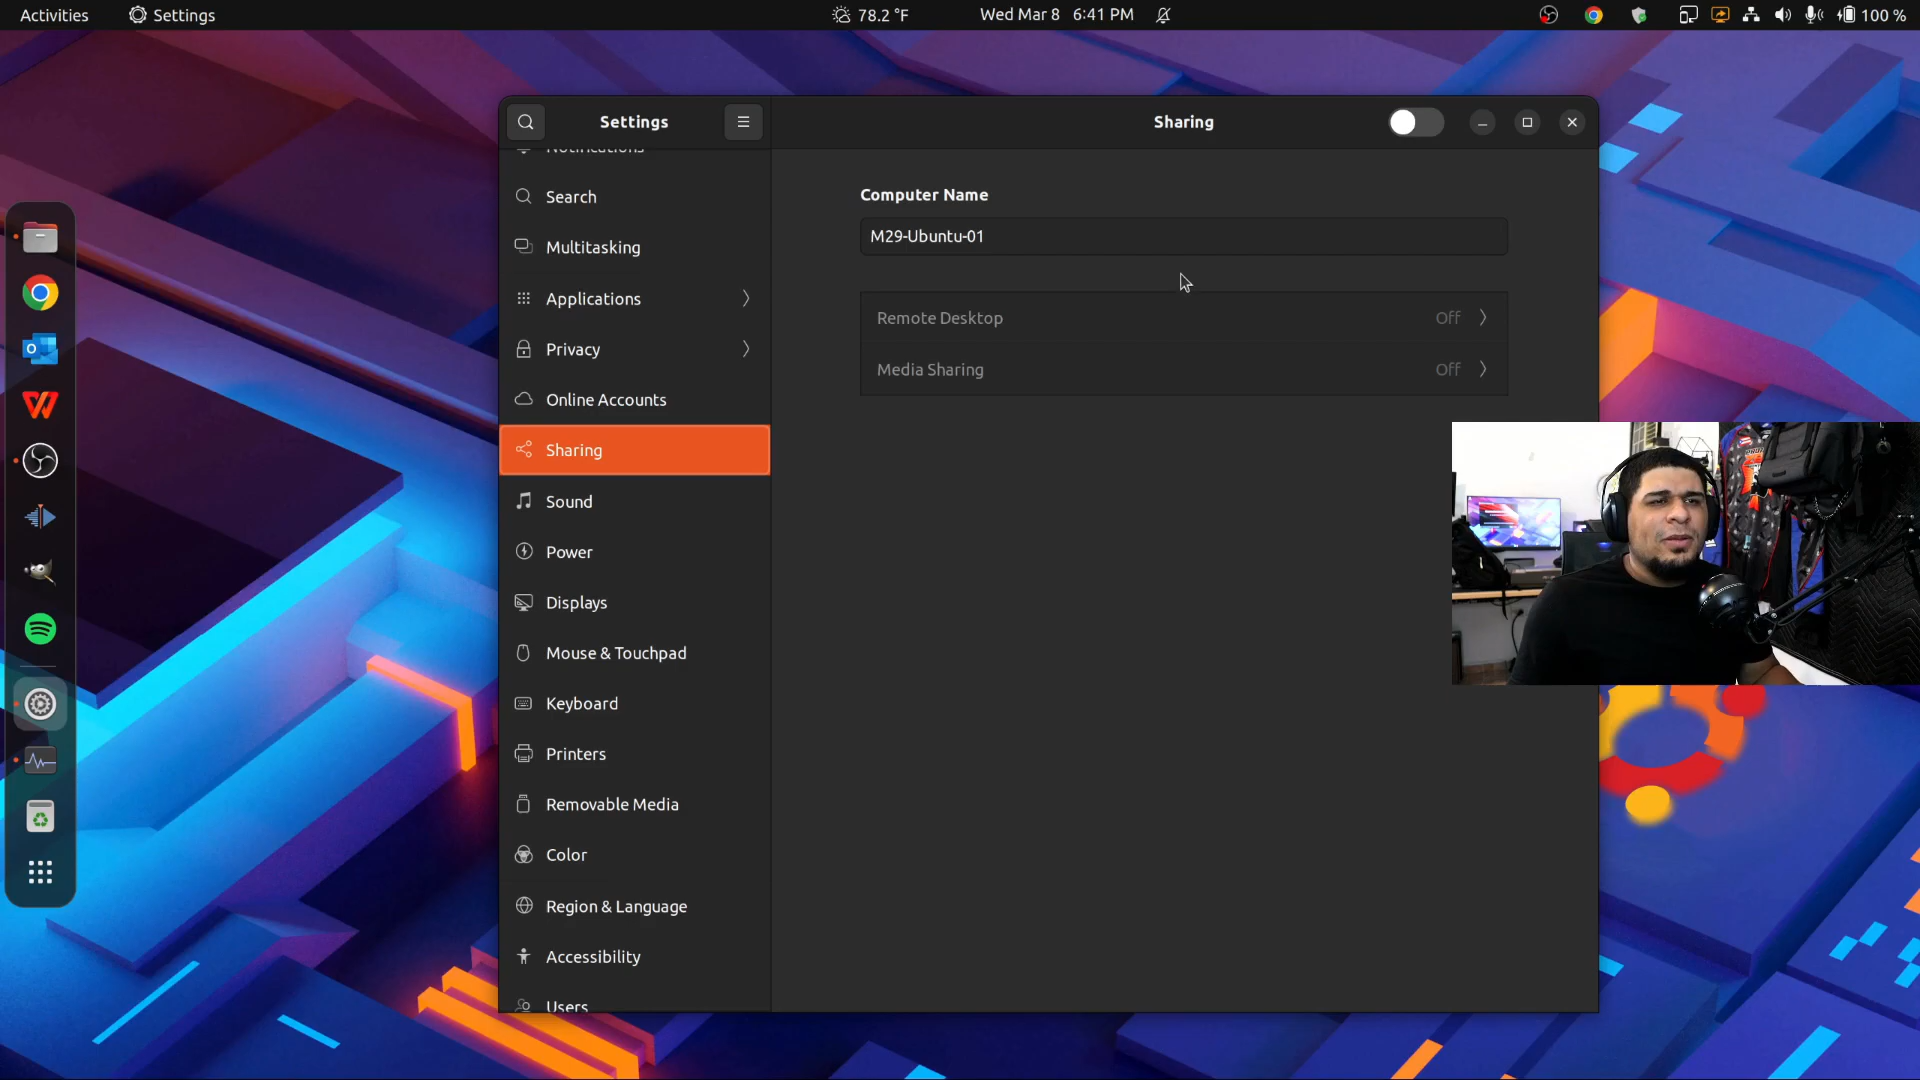 Activities Settings 78.2 °F Wed Mar 8 6:41 PM 100 %
Settings
Sharing
Notifications
Search
Multitasking
Applications
Privacy
Online Accounts
Sharing
Sound
Power
Displays
Mouse & Touchpad
Keyboard
Printers
Removable Media
Color
Region & Language
Accessibility
Users
Computer Name
M29-Ubuntu-01
Remote Desktop Off
Media Sharing Off